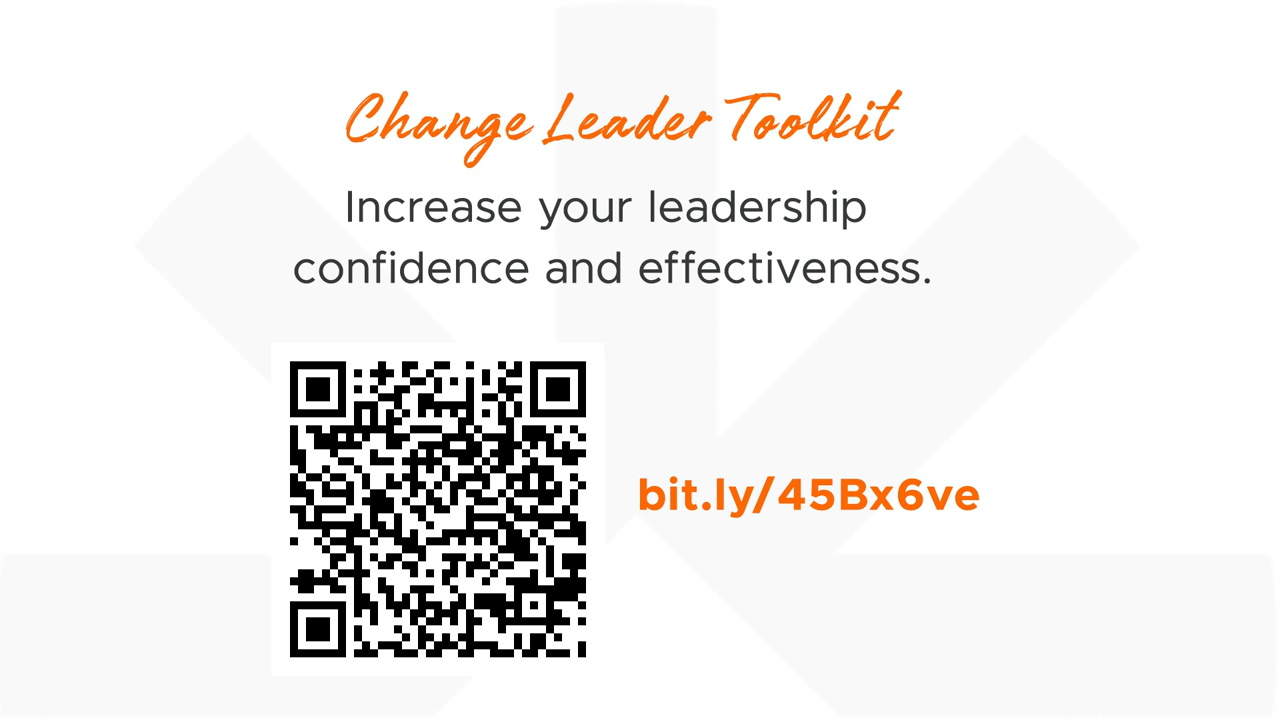 Change Leader Toolkit
Increase your leadership
confidence and effectiveness.
bit.ly/45Bx6ve